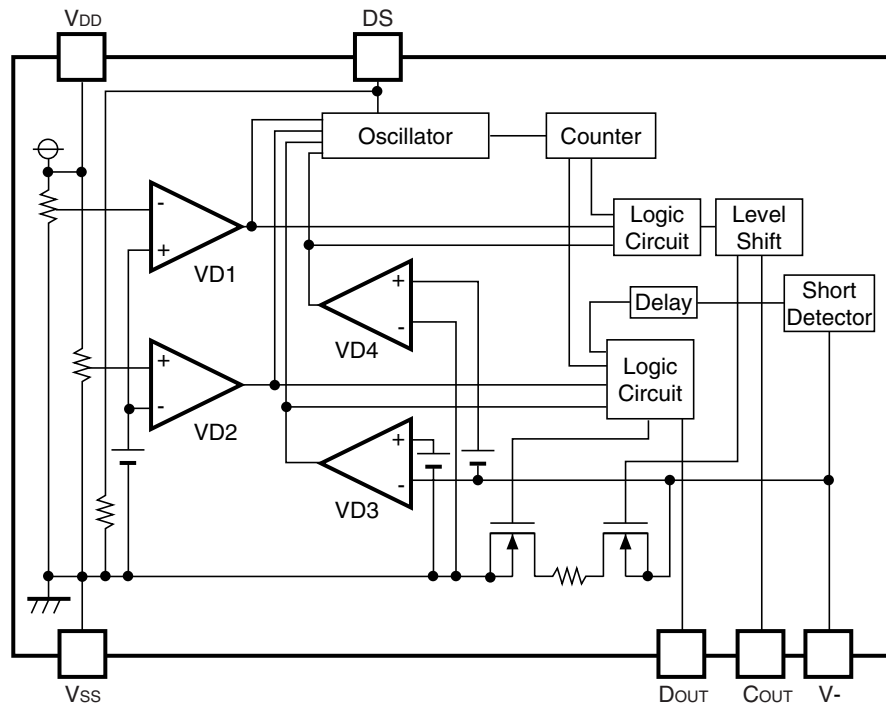 VDD
DS
Oscillator
Counter
-
+
VD1
Logic
Circuit
Level
Shift
+
-
VD4
Delay
Short
Detector
+
-
VD2
Logic
Circuit
+
-
VD3
VSS
DOUT
COUT
V-